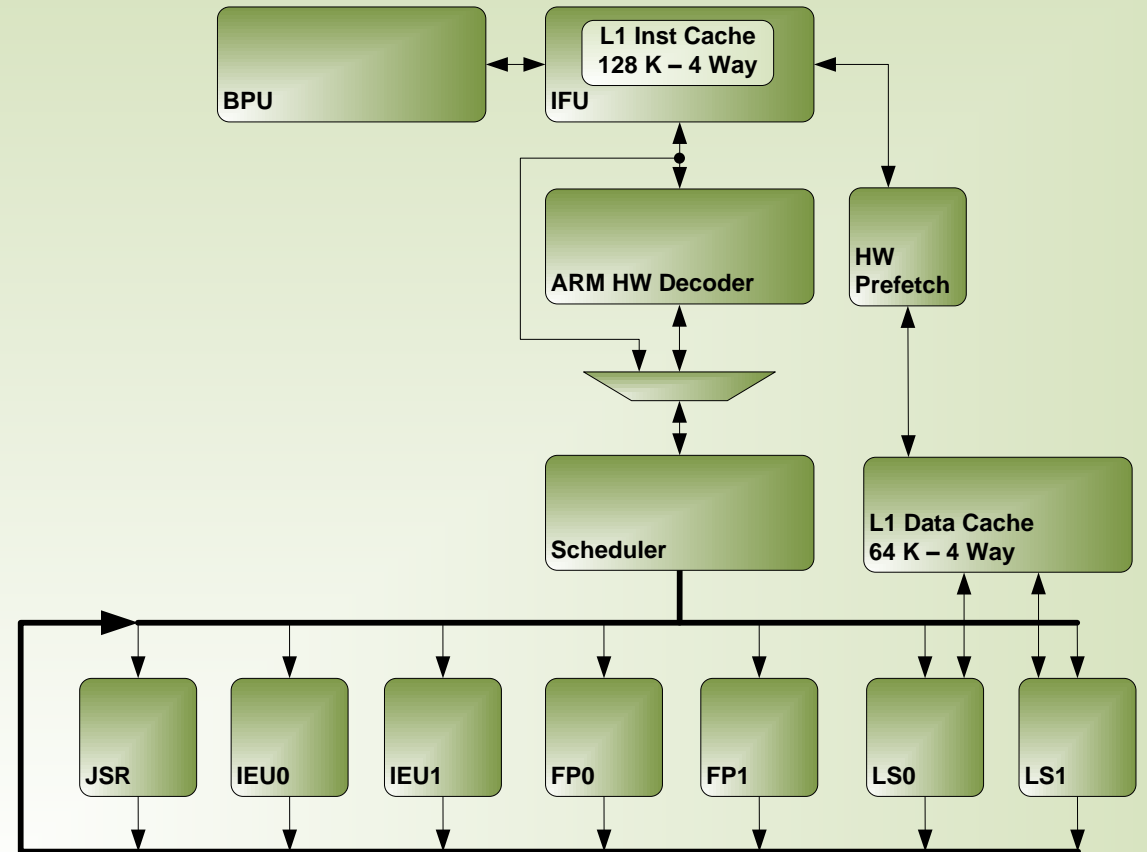 L1 Inst Cache
128 K – 4 Way
BPU
IFU
ARM HW Decoder
HW
Prefetch
Scheduler
L1 Data Cache
64 K – 4 Way
JSR
IEU0
IEU1
FP0
FP1
LS0
LS1